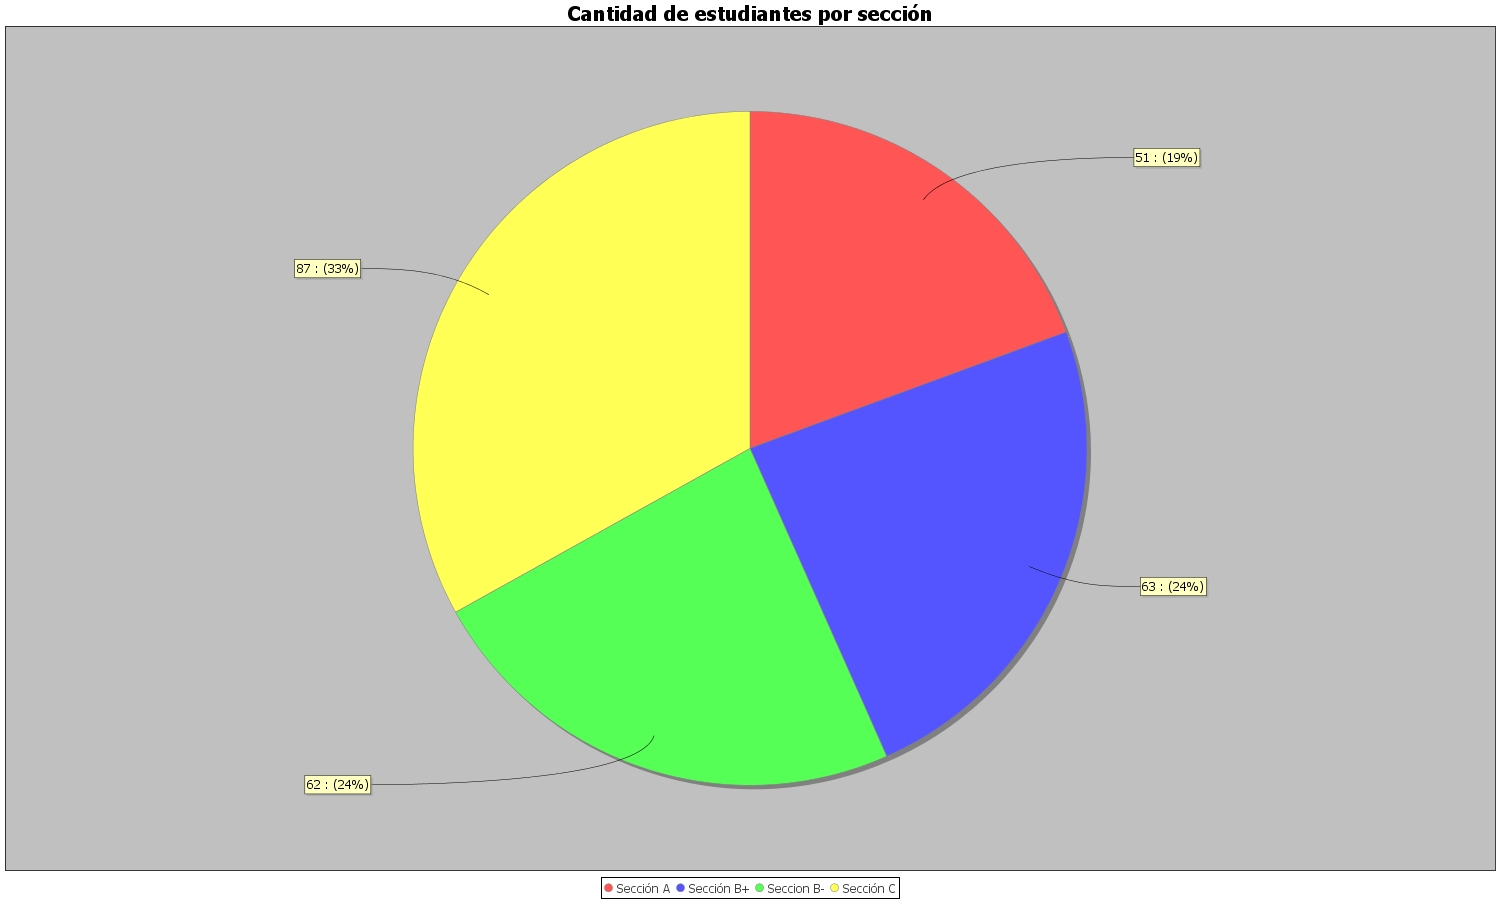 Cantidad de estudiantes por sección
51 : (19%)
87 : (33%)
63 : (24%)
62 : (24%)
Sección A Sección B+ Seccion B- Sección C